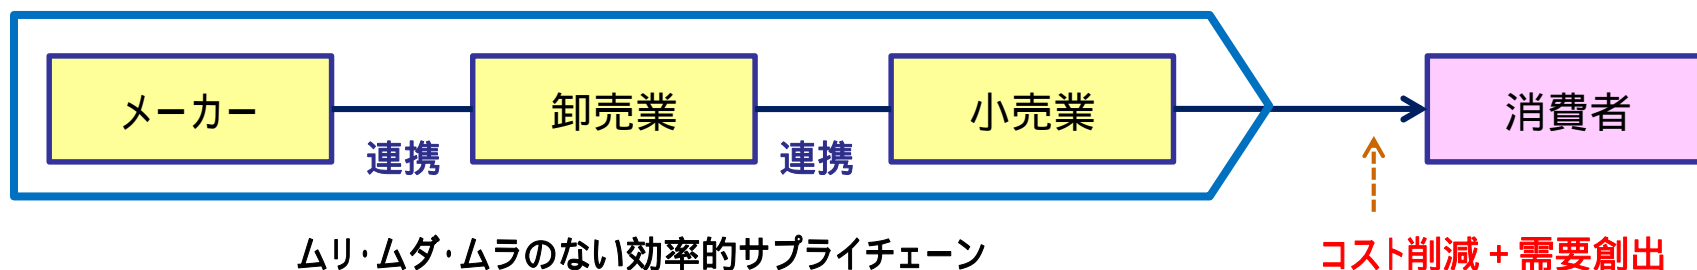 メーカー
卸売業
小売業
消費者
連携
連携
ムリ・ムダ・ムラのない効率的サプライチェーン
コスト削減 + 需要創出